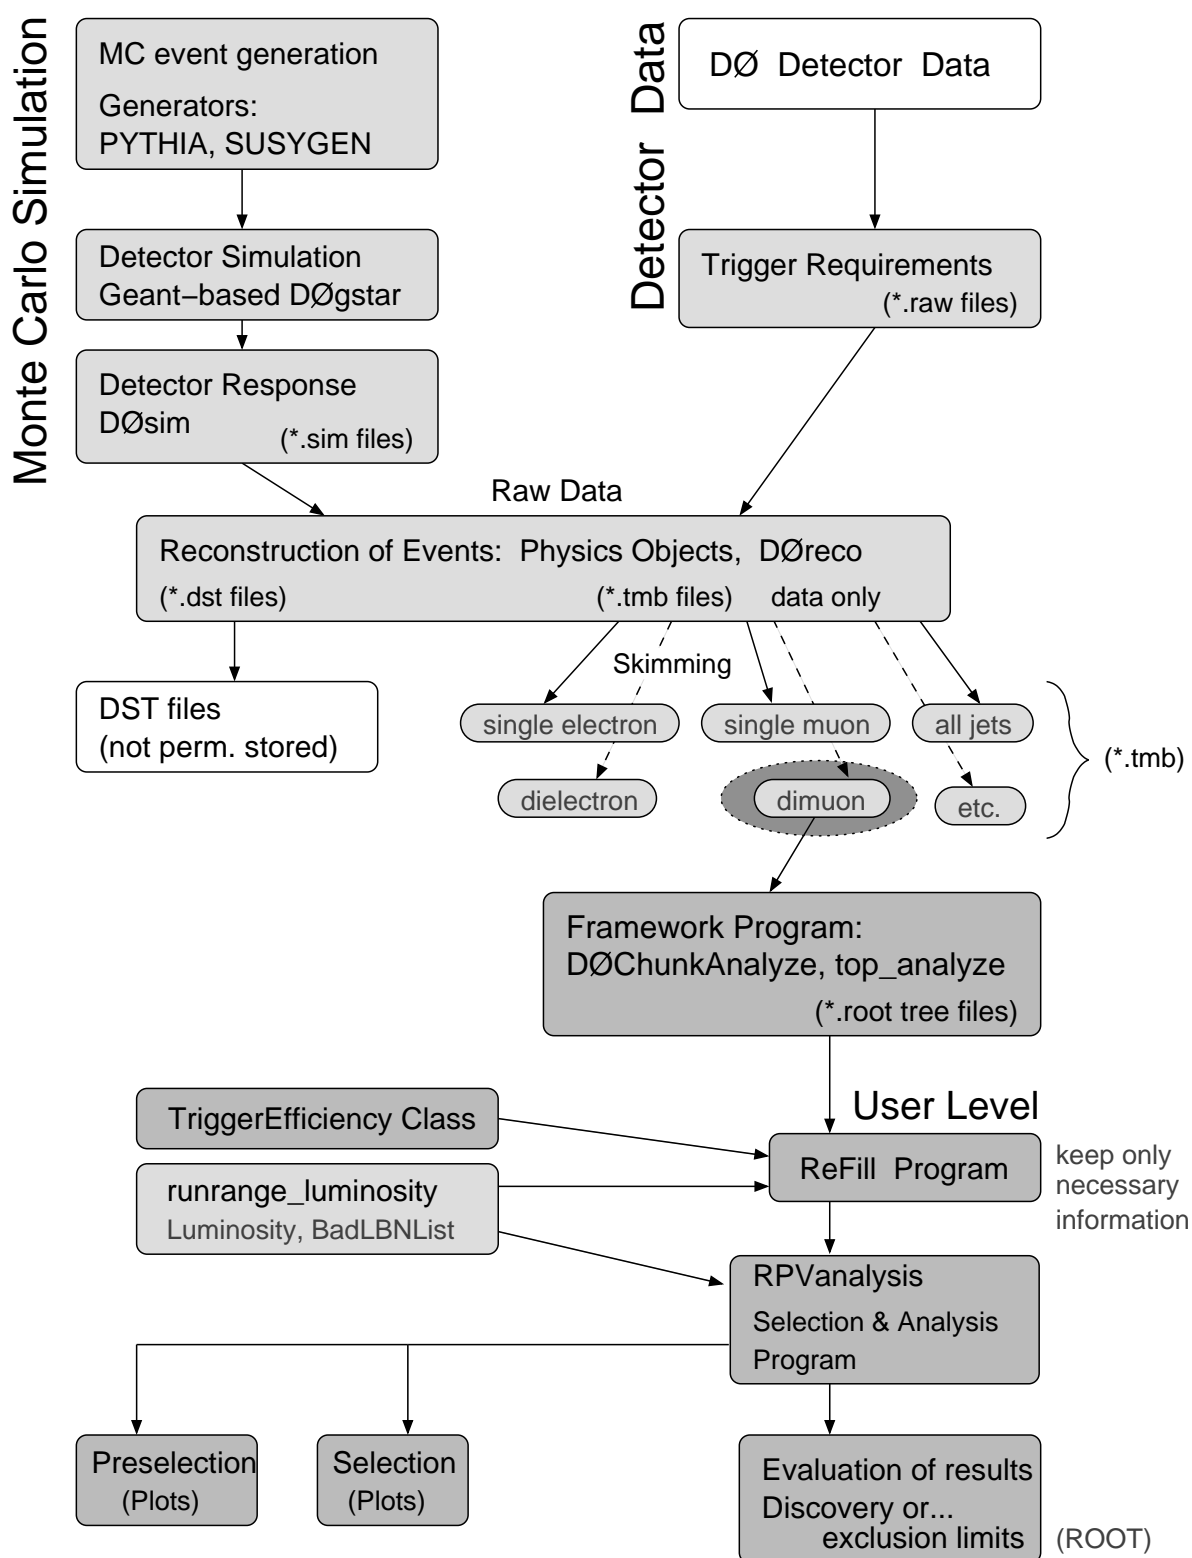 Monte Carlo Simulation
MC event generation
Generators:
PYTHIA, SUSYGEN
Detector Simulation
Geant−based DØgstar
Detector Response
DØsim
(*.sim files)
Detector Data
DØ Detector Data
Trigger Requirements
(*.raw files)
Raw Data
Reconstruction of Events: Physics Objects, DØreco
(*.dst files) (*.tmb files) data only
Skimming
DST files
(not perm. stored)
single electron single muon all jets
dielectron dimuon etc.
(*.tmb)
Framework Program:
DØChunkAnalyze, top_analyze
(*.root tree files)
User Level
TriggerEfficiency Class
runrange_luminosity
Luminosity, BadLBNList
ReFill Program
keep only
necessary
information
RPVanalysis
Selection & Analysis
Program
Preselection
(Plots)
Selection
(Plots)
Evaluation of results
Discovery or...
exclusion limits
(ROOT)